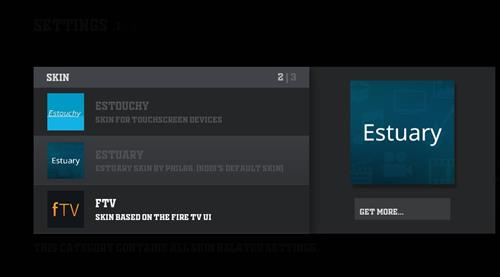 SETTINGS
SKIN 2 | 3
Estouchy
ESTOUCHY
SKIN FOR TOUCHSCREEN DEVICES
Estuary
ESTUARY
ESTUARY SKIN BY PHIL65. (KODI'S DEFAULT SKIN)
fTV
FTV
SKIN BASED ON THE FIRE TV UI
Estuary
GET MORE...
THIS CATEGORY CONTAINS ALL SKIN RELATED SETTINGS.